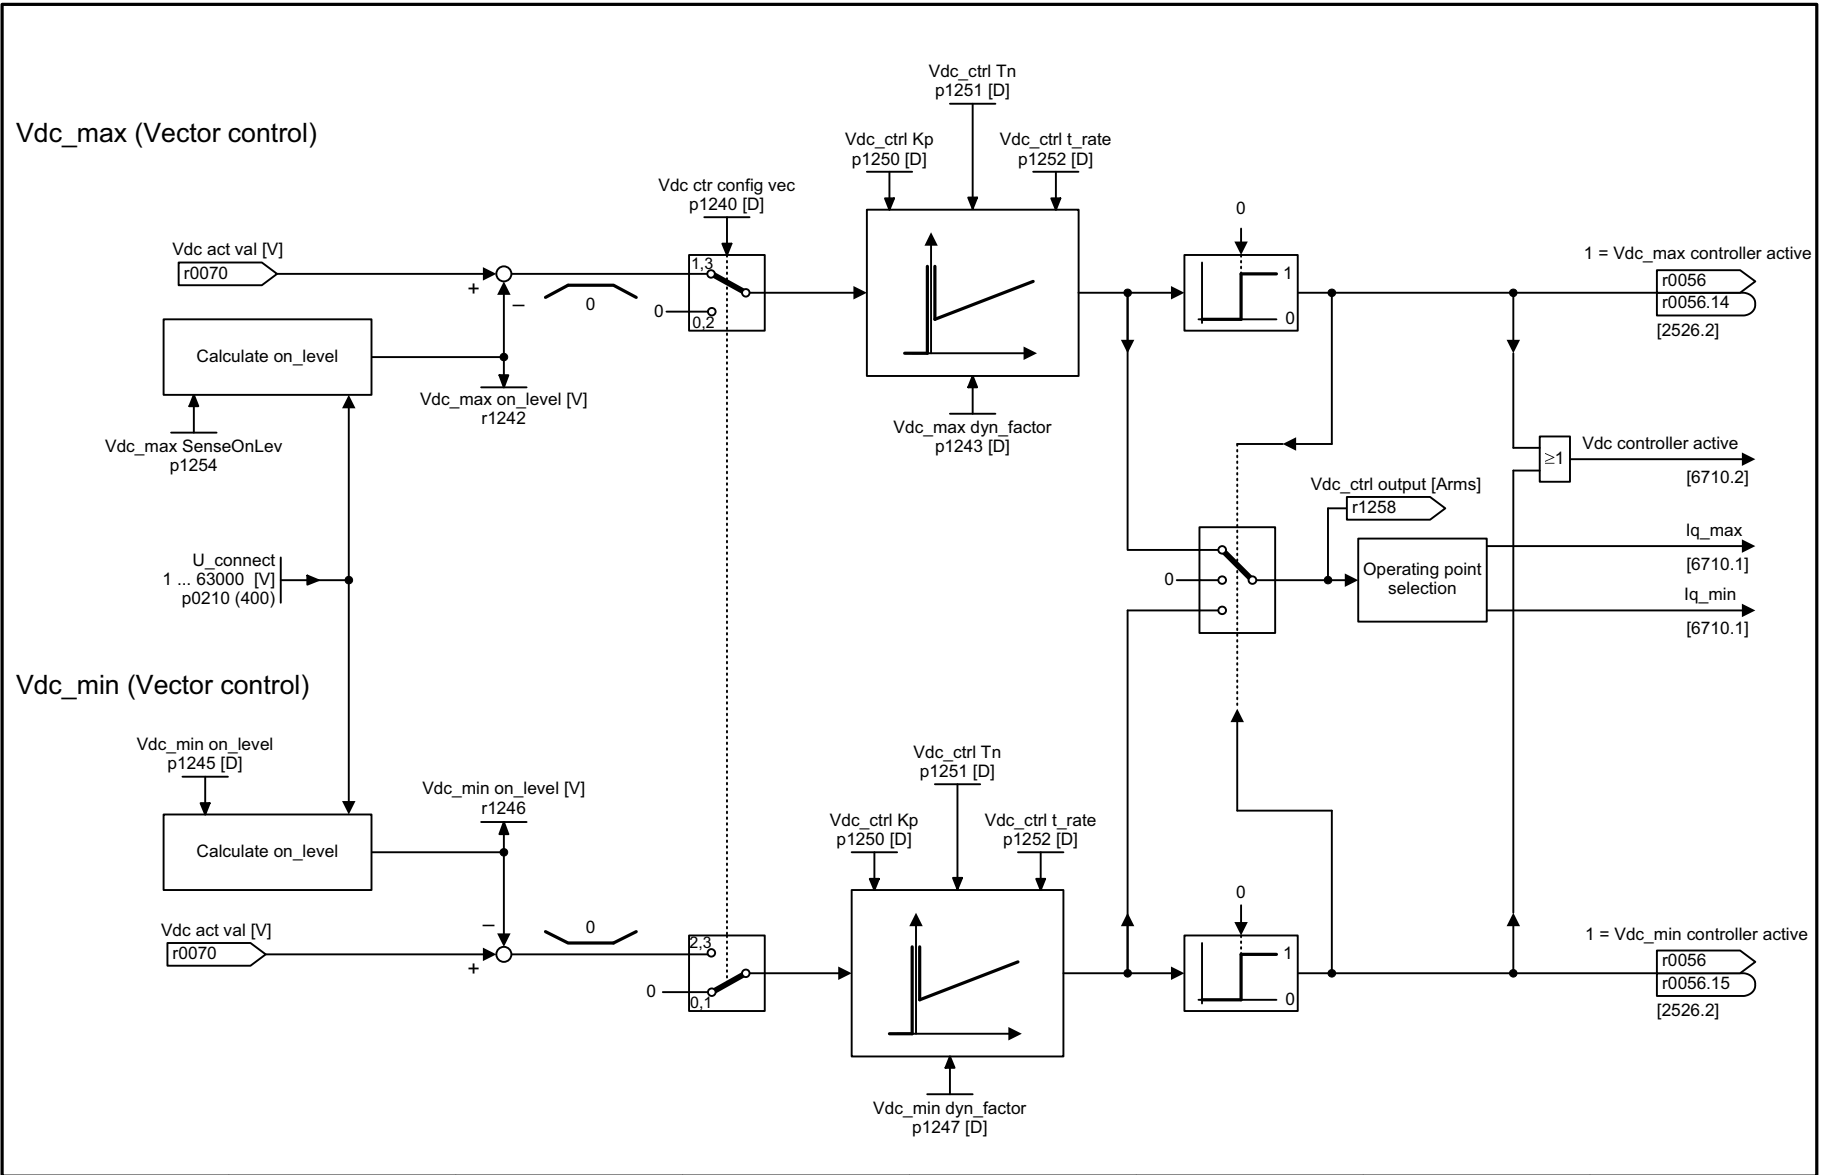 Vdc_max (Vector control)
Vdc_ctrl Tn
p1251 [D]
Vdc_ctrl Kp
p1250 [D]
Vdc_ctrl t_rate
p1252 [D]
Vdc ctr config vec
p1240 [D]
0
Vdc act val [V]
r0070
+
–
0
1,3
0
0,2
1
0
1 = Vdc_max controller active
r0056
r0056.14
[2526.2]
Calculate on_level
Vdc_max on_level [V]
r1242
Vdc_max SenseOnLev
p1254
Vdc_max dyn_factor
p1243 [D]
≥1
Vdc controller active
[6710.2]
Vdc_ctrl output [Arms]
r1258
U_connect
1 ... 63000 [V]
p0210 (400)
0
Operating point
selection
Iq_max
[6710.1]
Iq_min
[6710.1]
Vdc_min (Vector control)
Vdc_min on_level
p1245 [D]
Vdc_min on_level [V]
r1246
Vdc_ctrl Tn
p1251 [D]
Vdc_ctrl Kp
p1250 [D]
Vdc_ctrl t_rate
p1252 [D]
Calculate on_level
0
Vdc act val [V]
r0070
–
+
0
2,3
0
0,1
1
0
1 = Vdc_min controller active
r0056
r0056.15
[2526.2]
Vdc_min dyn_factor
p1247 [D]